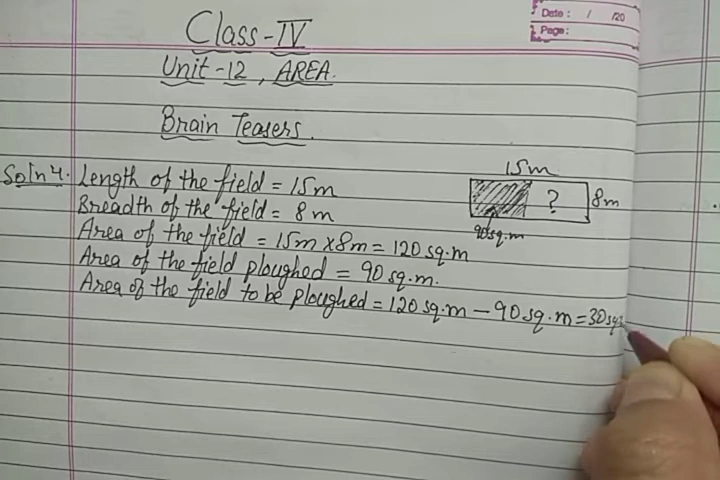 Date : / /20
Page:
Class-IV
Unit-12, AREA.
Brain Teasers.
Soln 4. Length of the field = 15m
Breadth of the field = 8m
Area of the field = 15m x 8m = 120 sq.m
Area of the field ploughed = 90 sq.m.
Area of the field to be ploughed = 120 sq.m - 90 sq.m = 30 sq.
15m
?
8m
90sq.m